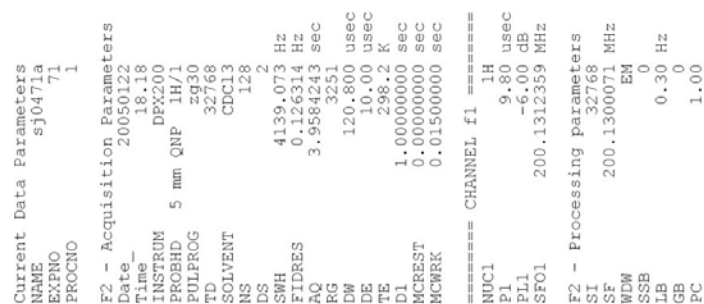 Current Data Parameters
NAME sj0471a
EXPNO 71
PROCNO 1
F2 - Acquisition Parameters
Date_ 20050122
Time 18.18
INSTRUM DPX200
PROBHD 5 mm QNP 1H/1
PULPROG zg30
TD 32768
SOLVENT CDCl3
NS 128
DS 2
SWH 4139.073 Hz
FIDRES 0.126314 Hz
AQ 3.9584243 sec
RG 3251
DW 120.800 usec
DE 10.00 usec
TE 298.2 K
D1 1.00000000 sec
MCREST 0.00000000 sec
MCWRK 0.01500000 sec
======== CHANNEL f1 ========
NUC1 1H
P1 9.80 usec
PL1 -6.00 dB
SFO1 200.1312359 MHz
F2 - Processing parameters
SI 32768
SF 200.1300071 MHz
WDW EM
SSB 0
LB 0.30 Hz
GB 0
PC 1.00